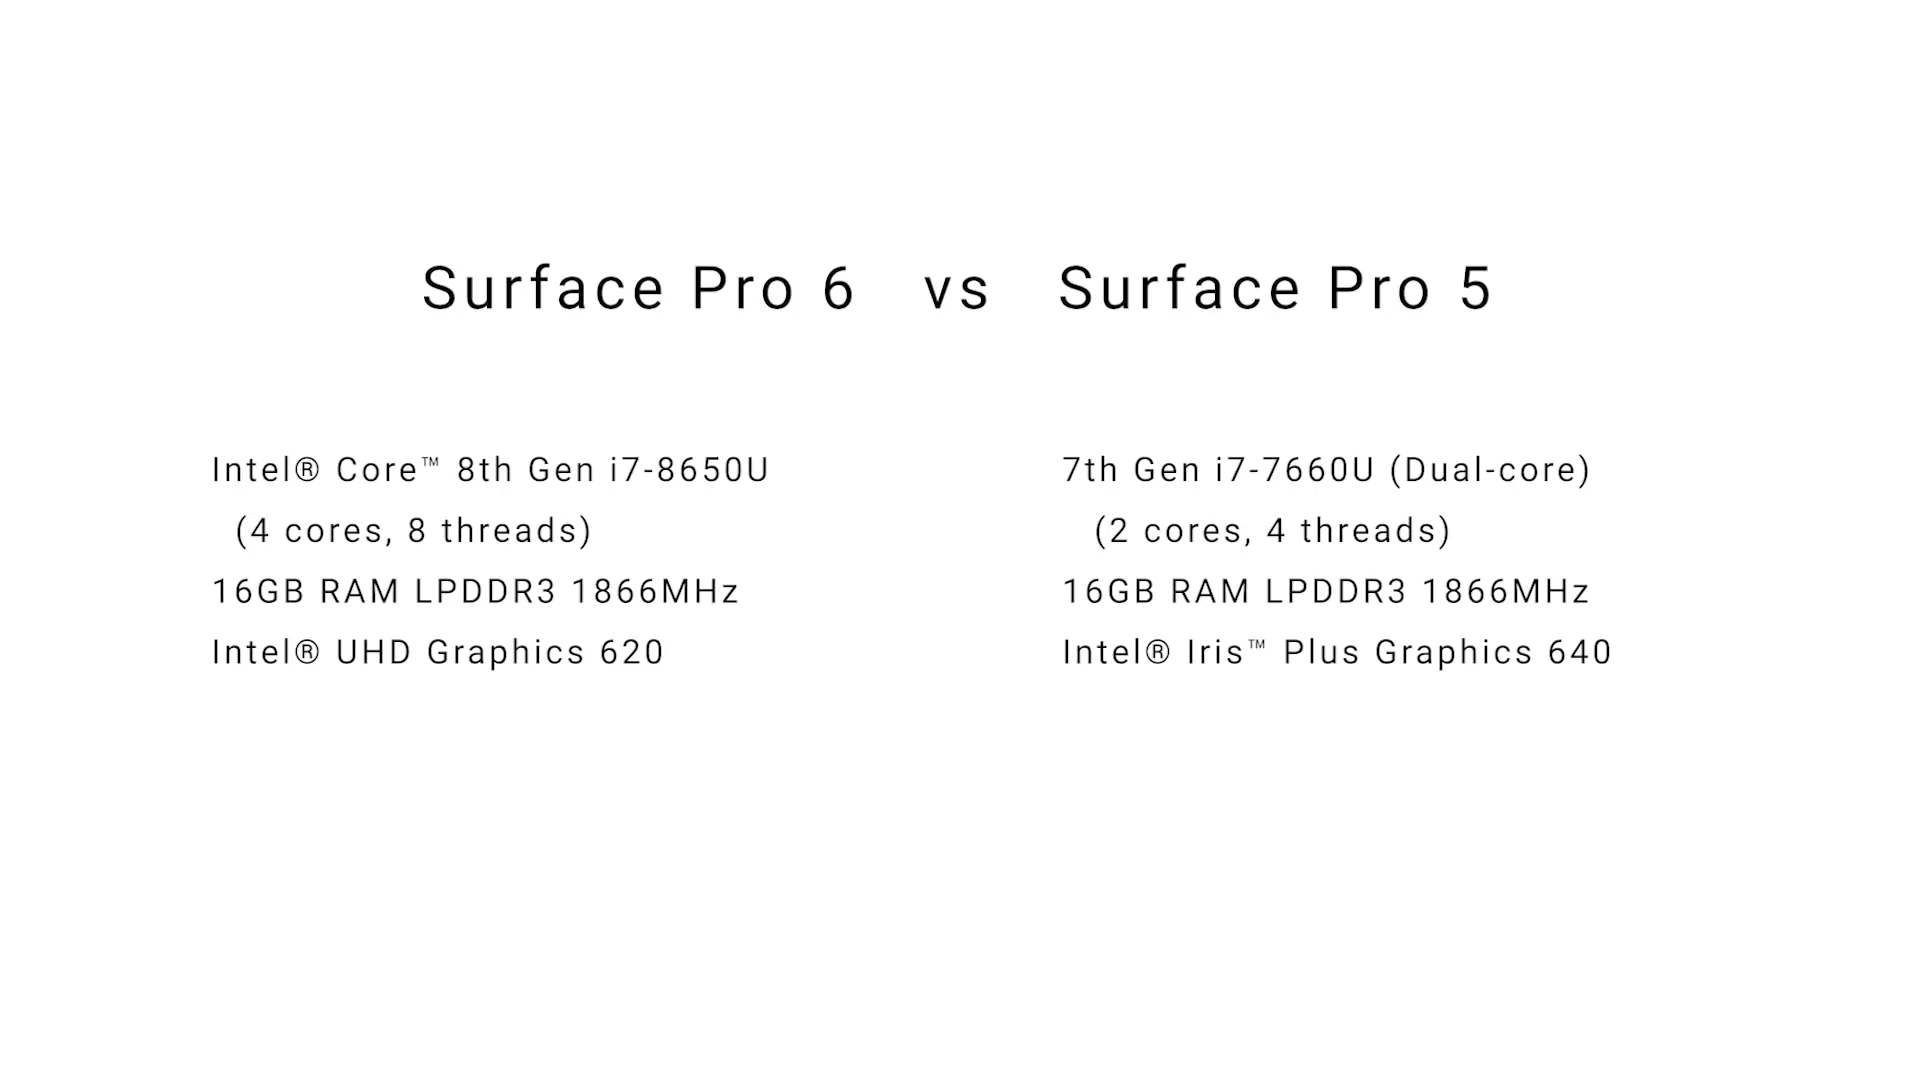 Surface Pro 6 vs Surface Pro 5
Intel® Core™ 8th Gen i7-8650U
(4 cores, 8 threads)
16GB RAM LPDDR3 1866MHz
Intel® UHD Graphics 620
7th Gen i7-7660U (Dual-core)
(2 cores, 4 threads)
16GB RAM LPDDR3 1866MHz
Intel® Iris™ Plus Graphics 640